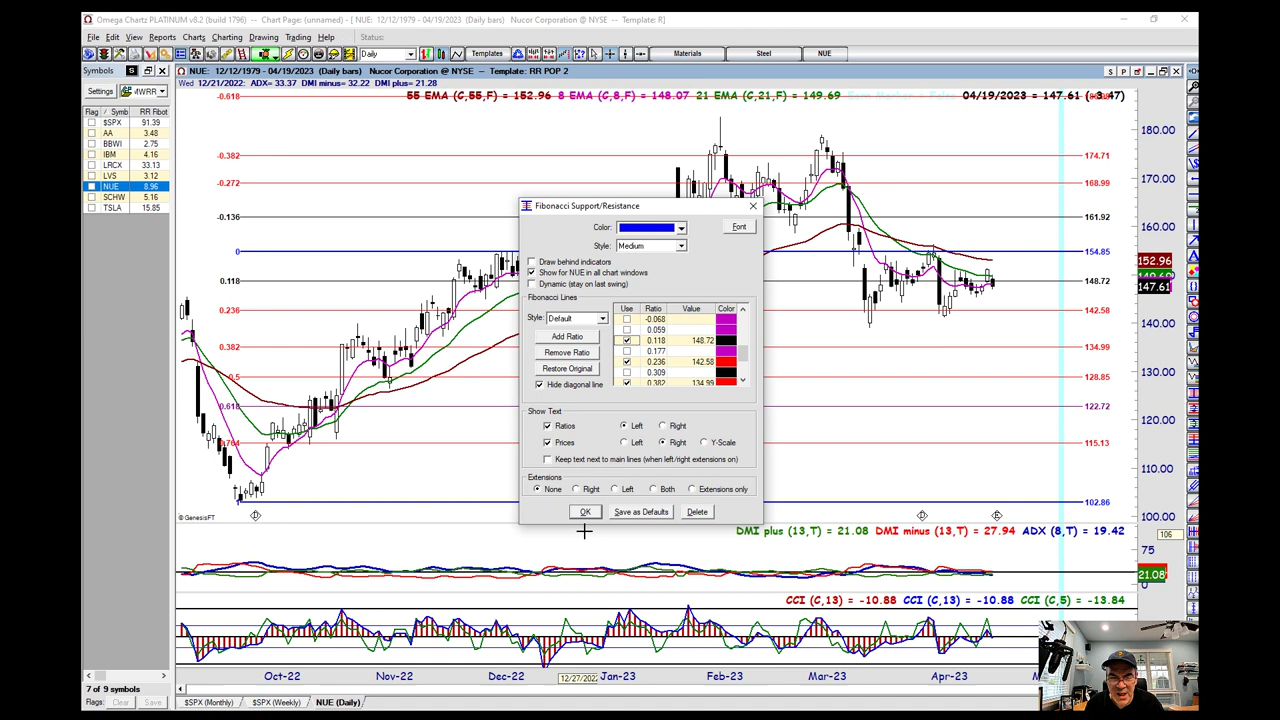 Omega Chartz PLATINUM v8.2 (build 1796) -- Chart Page: (unnamed) - [ NUE: 12/12/1979 - 04/19/2023 (Daily bars) Nucor Corporation @ NYSE - Template: R]
File Edit View Reports Charts Charting Drawing Trading Help
Daily Templates Materials Steel NUE
Symbols S
NUE: 12/12/1979 - 04/19/2023 (Daily bars) Nucor Corporation @ NYSE -- Template: RR POP 2
S P
Settings 4WRR
Wed 12/21/2022: ADX= 33.37 DMI minus= 32.22 DMI plus= 21.28
-0.618 55 EMA (C,55,F) = 152.96 8 EMA (C,8,F) = 148.07 21 EMA (C,21,F) = 149.69 04/19/2023 = 147.61
Flag Symb RR Rbot
$SPX 91.39
AA 3.48
BBWI 2.75
IBM 4.16
LRCX 33.13
LVS 3.12
NUE 8.96
SCHW 5.16
TSLA 15.85
180.00
-0.382 174.71
170.00
-0.272 168.99
-0.136 161.92
160.00
0 154.85
152.96
0.118 148.72
147.61
0.236 142.58
140.00
0.382 134.99
130.00
0.5 128.85
0.618 122.72
120.00
0.764 115.13
110.00
1 102.86
100.00
Fibonacci Support/Resistance
Color: Font
Style: Medium
Draw behind indicators
Show for NUE in all chart windows
Dynamic (stay on last swing)
Fibonacci Lines
Style: Default
Use Ratio Value Color
-0.068
0.059
0.118 148.72
0.177
0.236 142.58
0.309
0.382 134.99
Add Ratio
Remove Ratio
Restore Original
Hide diagonal line
Show Text
Ratios Left Right
Prices Left Right Y-Scale
Keep text next to main lines (when left/right extensions on)
Extensions
None Right Left Both Extensions only
OK Save as Defaults Delete
© GenesisFT
D D E
DMI plus (13,T) = 21.08 DMI minus (13,T) = 27.94 ADX (8,T) = 19.42
106
75
21.08
0
CCI (C,13) = -10.88 CCI (C,13) = -10.88 CCI (C,5) = -13.84
Oct-22 Nov-22 Dec-22 12/27/2022 Jan-23 Feb-23 Mar-23 Apr-23
7 of 9 symbols
Flags: Clear Save
$SPX (Monthly) $SPX (Weekly) NUE (Daily)